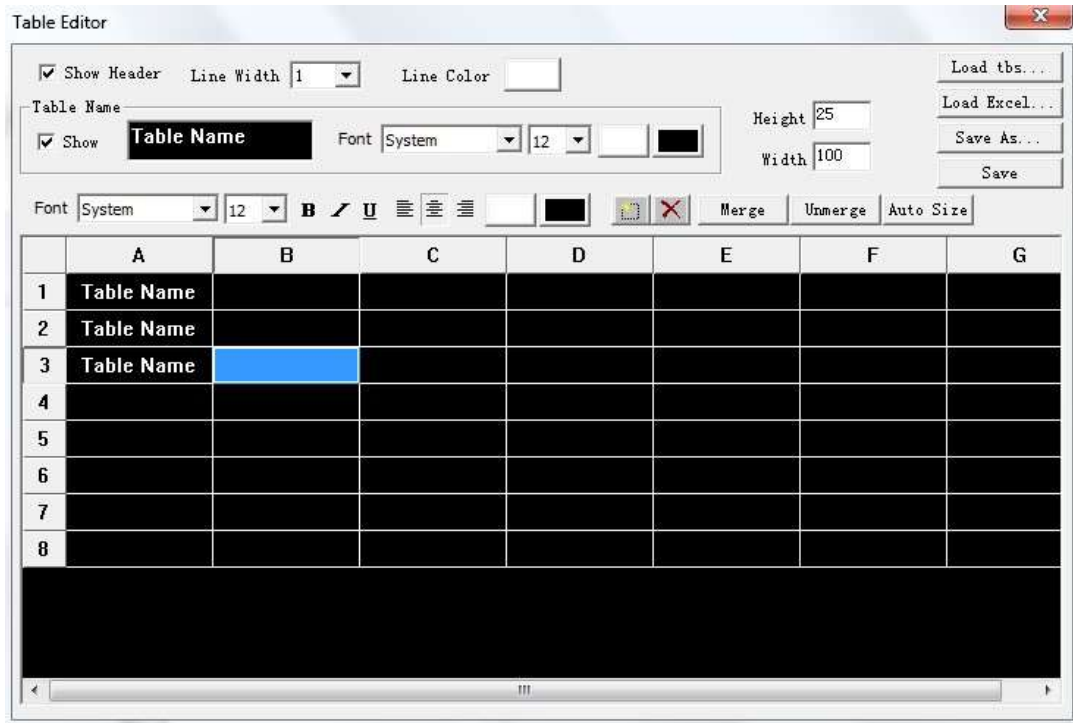 Table Editor
Show Header Line Width 1 Line Color Load tbs...
Table Name Load Excel...
Show Table Name Font System 12 Height 25 Save As...
Width 100 Save
Font System 12 B I U Merge Unmerge Auto Size
A B C D E F G
1 Table Name
2 Table Name
3 Table Name
4
5
6
7
8